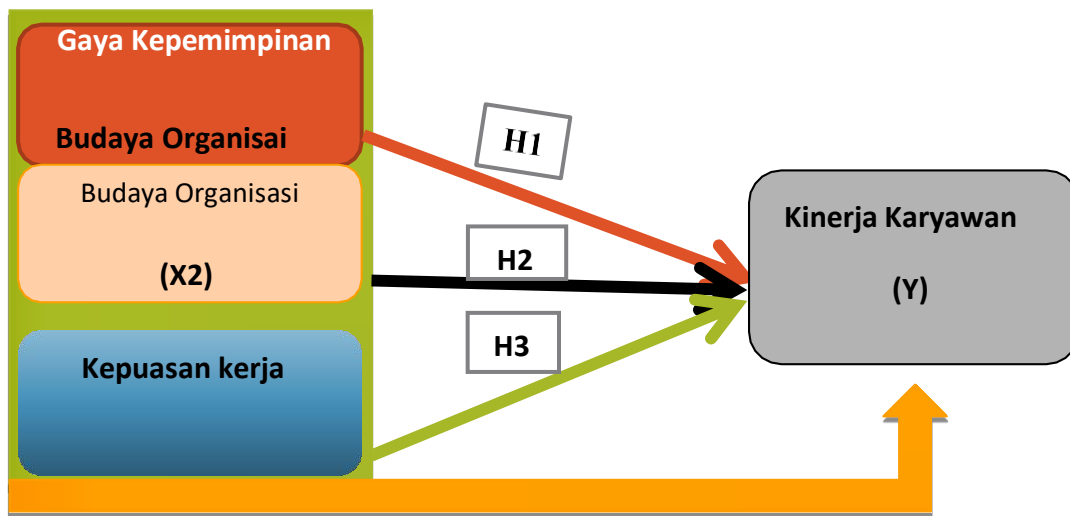 Gaya Kepemimpinan
Budaya Organisai
Budaya Organisasi
(X2)
Kepuasan kerja
H1
H2
H3
Kinerja Karyawan
(Y)